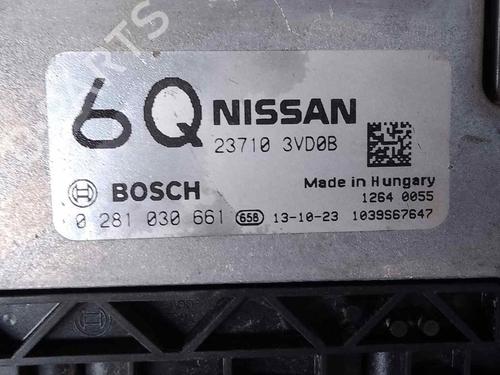 6Q NISSAN
23710 3VD0B
BOSCH
Made in Hungary
1264 0055
0 281 030 661 658 13-10-23 1039S67647